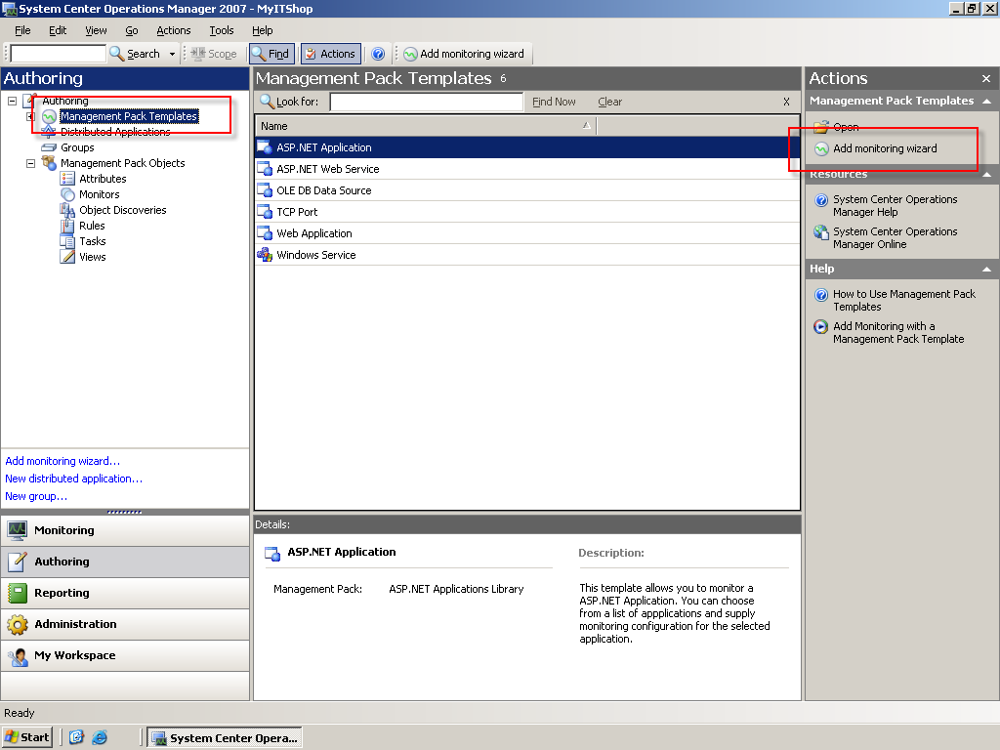 System Center Operations Manager 2007 - MyITShop
File Edit View Go Actions Tools Help
Search Scope Find Actions Add monitoring wizard
Authoring
Authoring
Management Pack Templates
Distributed Applications
Groups
Management Pack Objects
Attributes
Monitors
Object Discoveries
Rules
Tasks
Views
Add monitoring wizard...
New distributed application...
New group...
Monitoring
Authoring
Reporting
Administration
My Workspace
Management Pack Templates 6
Look for: Find Now Clear X
Name
ASP.NET Application
ASP.NET Web Service
OLE DB Data Source
TCP Port
Web Application
Windows Service
Details:
ASP.NET Application
Management Pack: ASP.NET Applications Library
Description:
This template allows you to monitor a
ASP.NET Application. You can choose
from a list of appplications and supply
monitoring configuration for the selected
application.
Actions
Management Pack Templates
Open
Add monitoring wizard
Resources
System Center Operations
Manager Help
System Center Operations
Manager Online
Help
How to Use Management Pack
Templates
Add Monitoring with a
Management Pack Template
Ready
Start System Center Opera...